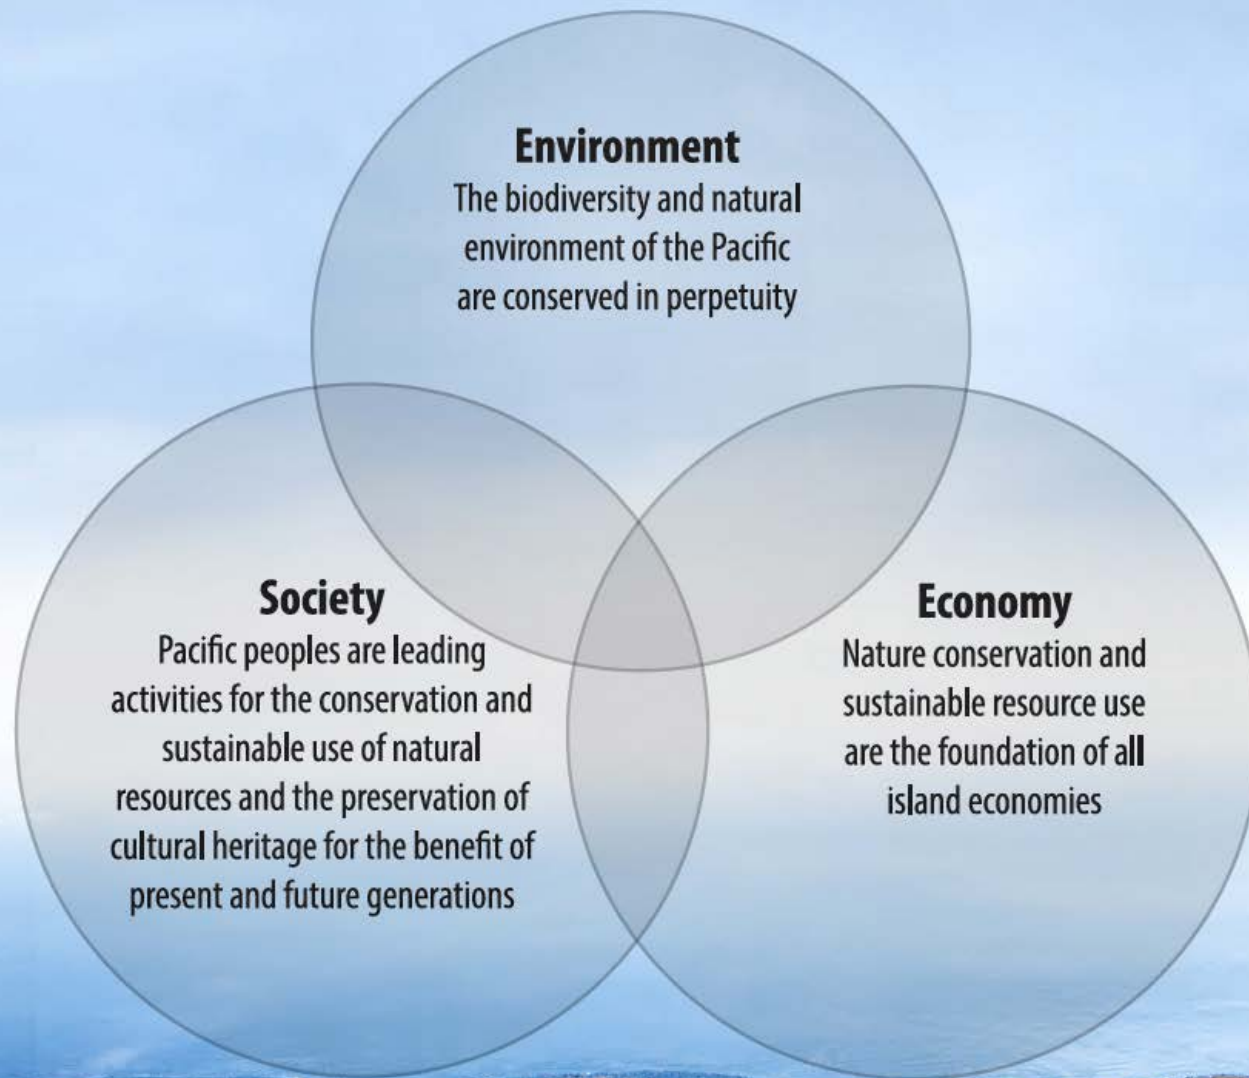 Environment
The biodiversity and natural
environment of the Pacific
are conserved in perpetuity
Society
Pacific peoples are leading
activities for the conservation and
sustainable use of natural
resources and the preservation of
cultural heritage for the benefit of
present and future generations
Economy
Nature conservation and
sustainable resource use
are the foundation of all
island economies